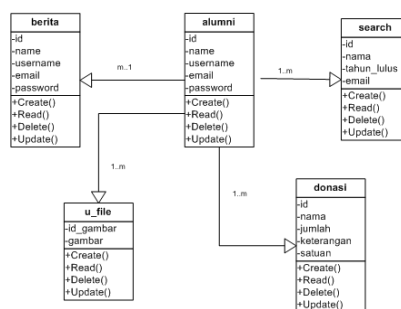 berita
-id
-name
-username
-email
-password
+Create()
+Read()
+Delete()
+Update()
m..1
alumni
-id
-name
-username
-email
-password
+Create()
+Read()
+Delete()
+Update()
1..m
search
-id
-nama
-tahun_lulus
-email
+Create()
+Read()
+Delete()
+Update()
1..m
u_file
-id_gambar
-gambar
+Create()
+Read()
+Delete()
+Update()
1..m
donasi
-id
-nama
-jumlah
-keterangan
-satuan
+Create()
+Read()
+Delete()
+Update()